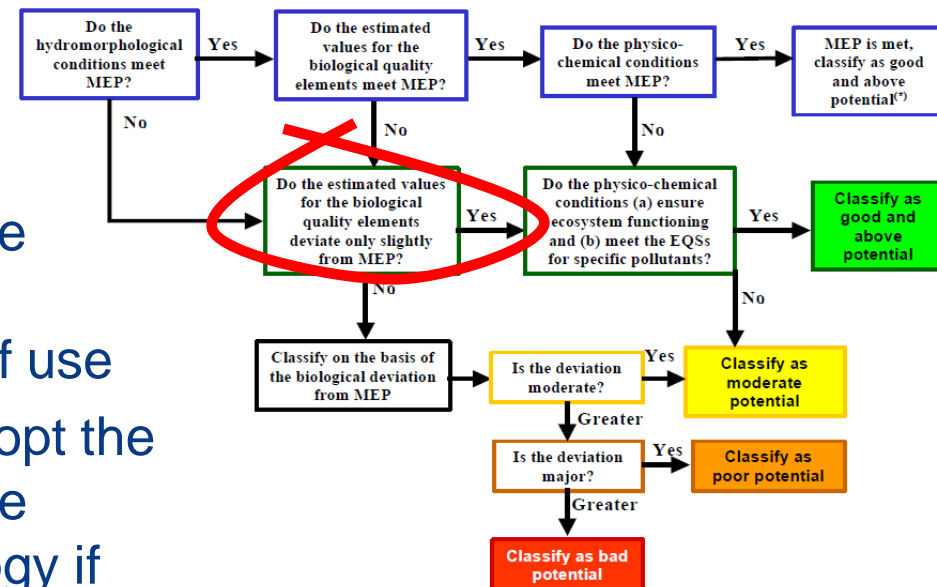 Do the
hydromorphological
conditions meet
MEP?
Yes
Do the estimated
values for the
biological quality
elements meet MEP?
Yes
Do the physico-
chemical conditions
meet MEP?
Yes
MEP is met,
classify as good
and above
potential(*)
No
No
No
Do the estimated values
for the biological
quality elements
deviate only slightly
from MEP?
Yes
Do the physico-chemical
conditions (a) ensure
ecosystem functioning
and (b) meet the EQSs
for specific pollutants?
Yes
Classify as
good and
above
potential
No
No
Classify on the basis of
the biological deviation
from MEP
Is the deviation
moderate?
Yes
Classify as
moderate
potential
Greater
Is the deviation
major?
Yes
Classify as
poor potential
Greater
Classify as bad
potential
e
f use
opt the
e
gy if